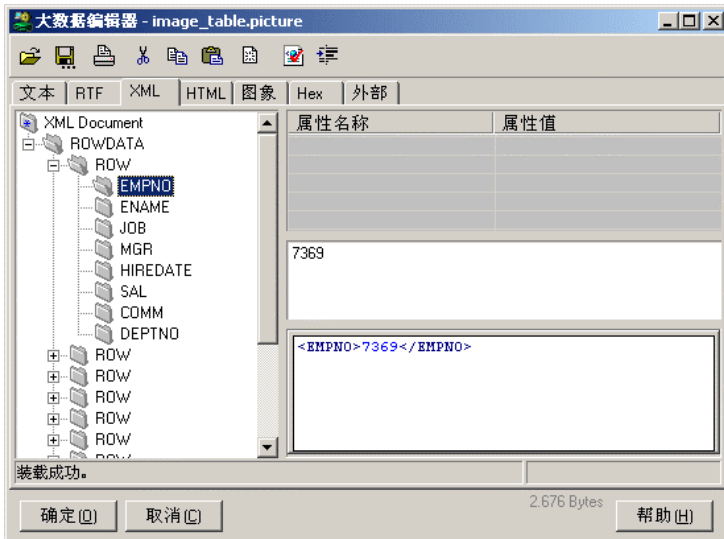 大数据编辑器 - image_table.picture
文本 RTF XML HTML 图象 Hex 外部
XML Document
ROWDATA
ROW
EMPNO
ENAME
JOB
MGR
HIREDATE
SAL
COMM
DEPTNO
ROW
ROW
ROW
ROW
ROW
ROW
属性名称 属性值
7369
<EMPNO>7369</EMPNO>
装载成功。
2.676 Bytes
确定(O) 取消(C) 帮助(H)